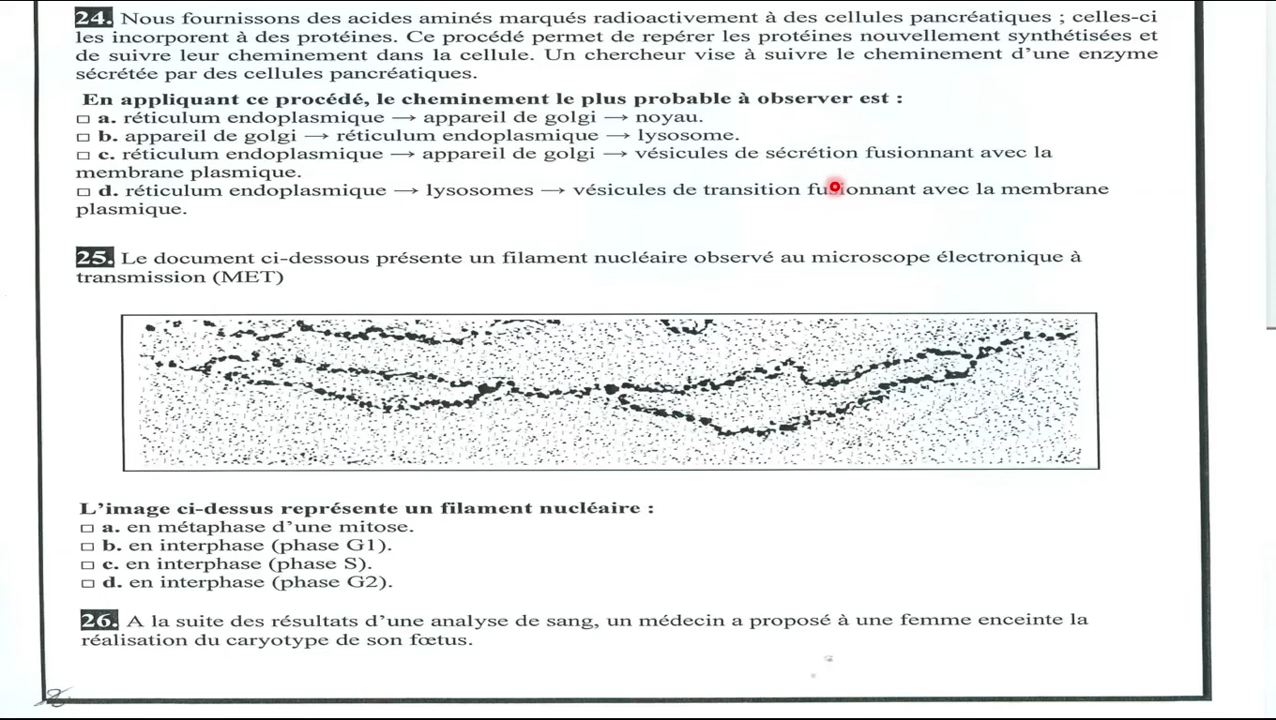 24. Nous fournissons des acides aminés marqués radioactivement à des cellules pancréatiques ; celles-ci
les incorporent à des protéines. Ce procédé permet de repérer les protéines nouvellement synthétisées et
de suivre leur cheminement dans la cellule. Un chercheur vise à suivre le cheminement d'une enzyme
sécrétée par des cellules pancréatiques.
En appliquant ce procédé, le cheminement le plus probable à observer est :
□ a. réticulum endoplasmique → appareil de golgi → noyau.
□ b. appareil de golgi → réticulum endoplasmique → lysosome.
□ c. réticulum endoplasmique → appareil de golgi → vésicules de sécrétion fusionnant avec la
membrane plasmique.
□ d. réticulum endoplasmique → lysosomes → vésicules de transition fusionnant avec la membrane
plasmique.
25. Le document ci-dessous présente un filament nucléaire observé au microscope électronique à
transmission (MET)
L'image ci-dessus représente un filament nucléaire :
□ a. en métaphase d'une mitose.
□ b. en interphase (phase G1).
□ c. en interphase (phase S).
□ d. en interphase (phase G2).
26. A la suite des résultats d'une analyse de sang, un médecin a proposé à une femme enceinte la
réalisation du caryotype de son fœtus.